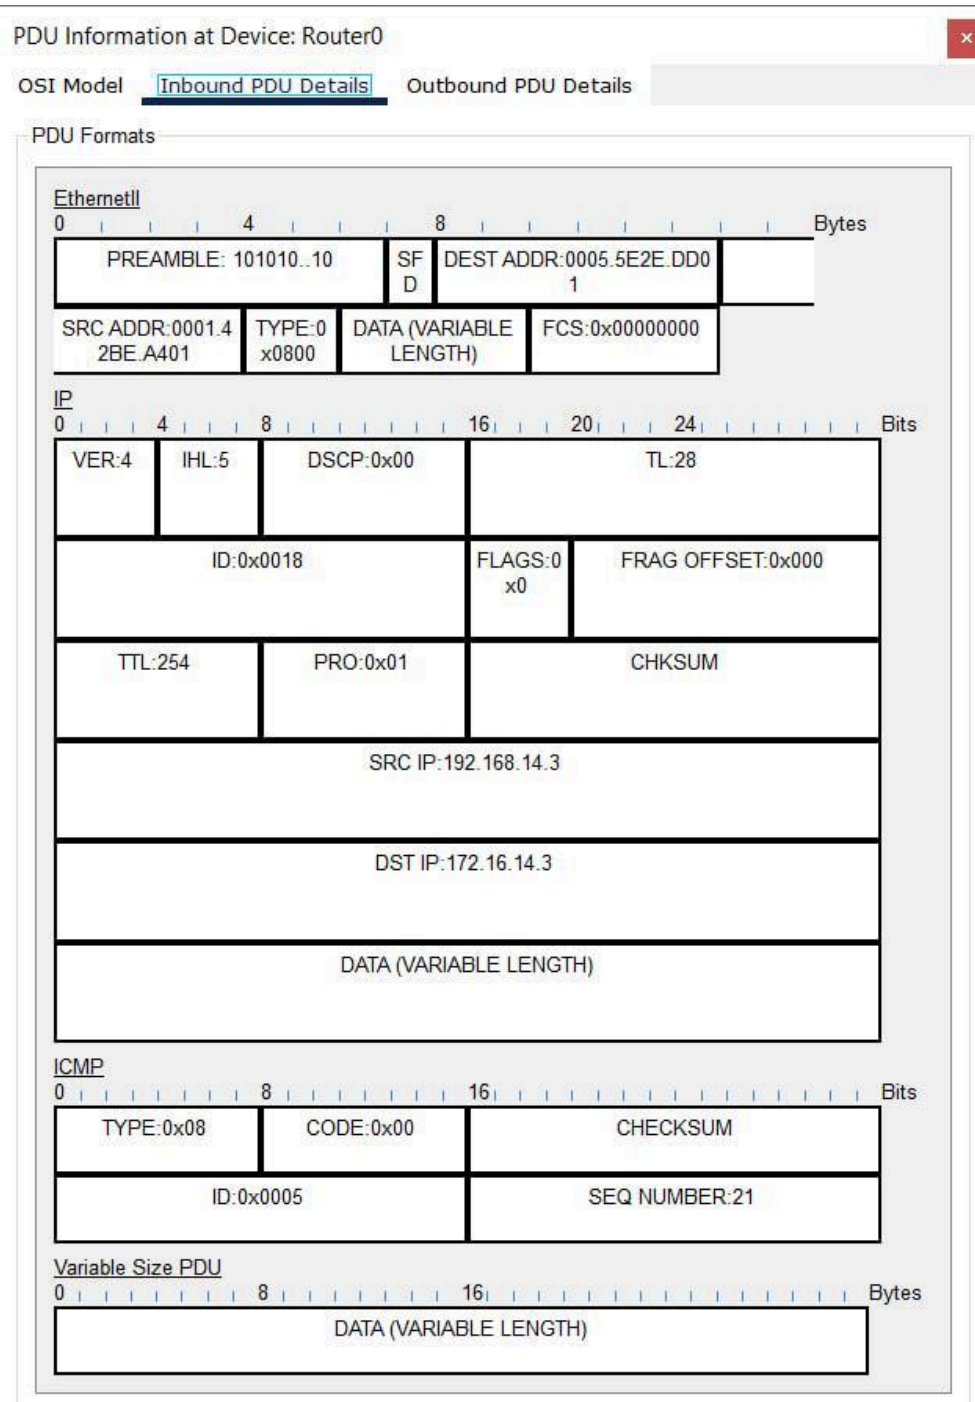 PDU Information at Device: Router0
x
OSI Model Inbound PDU Details Outbound PDU Details
PDU Formats
EthernetII
0 4 8 Bytes
PREAMBLE: 101010..10 SF DEST ADDR:0005.5E2E.DD0
D 1
SRC ADDR:0001.4 TYPE:0 DATA (VARIABLE FCS:0x00000000
2BE.A401 x0800 LENGTH)
IP
0 4 8 16 20 24 Bits
VER:4 IHL:5 DSCP:0x00 TL:28
ID:0x0018 FLAGS:0 FRAG OFFSET:0x000
x0
TTL:254 PRO:0x01 CHKSUM
SRC IP:192.168.14.3
DST IP:172.16.14.3
DATA (VARIABLE LENGTH)
ICMP
0 8 16 Bits
TYPE:0x08 CODE:0x00 CHECKSUM
ID:0x0005 SEQ NUMBER:21
Variable Size PDU
0 8 16 Bytes
DATA (VARIABLE LENGTH)